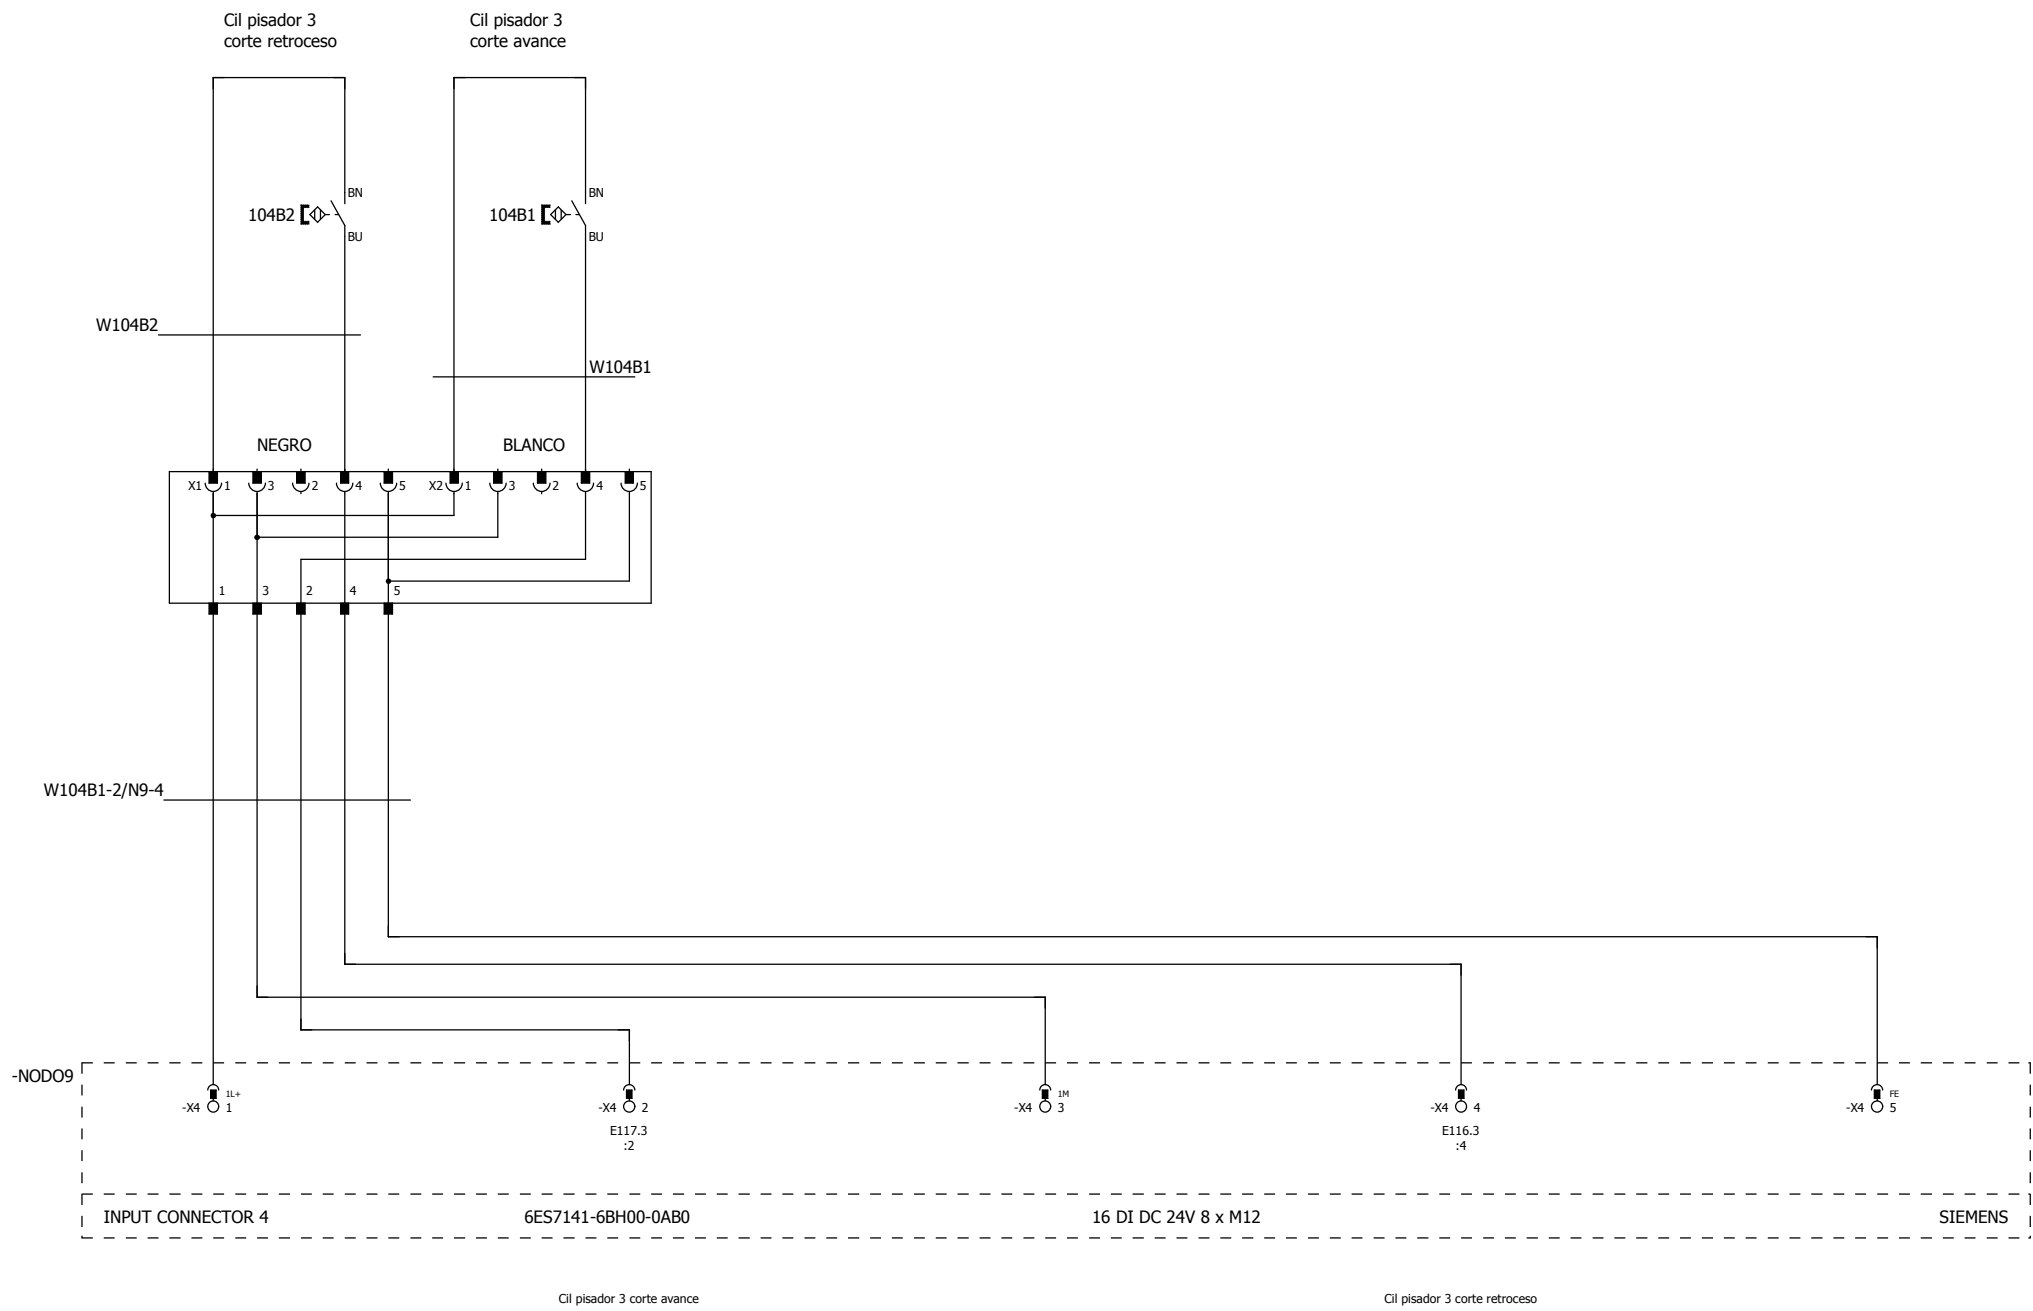 Cil pisador 3
corte retroceso
Cil pisador 3
corte avance
BN
104B2
BU
BN
104B1
BU
W104B2
W104B1
NEGRO
BLANCO
X1 1 3 2 4 5 X2 1 3 2 4 5
1 3 2 4 5
W104B1-2/N9-4
-NODO9
1L+
-X4 1
-X4 2
E117.3
:2
1M
-X4 3
-X4 4
E116.3
:4
FE
-X4 5
INPUT CONNECTOR 4
6ES7141-6BH00-0AB0
16 DI DC 24V 8 x M12
SIEMENS
Cil pisador 3 corte avance
Cil pisador 3 corte retroceso